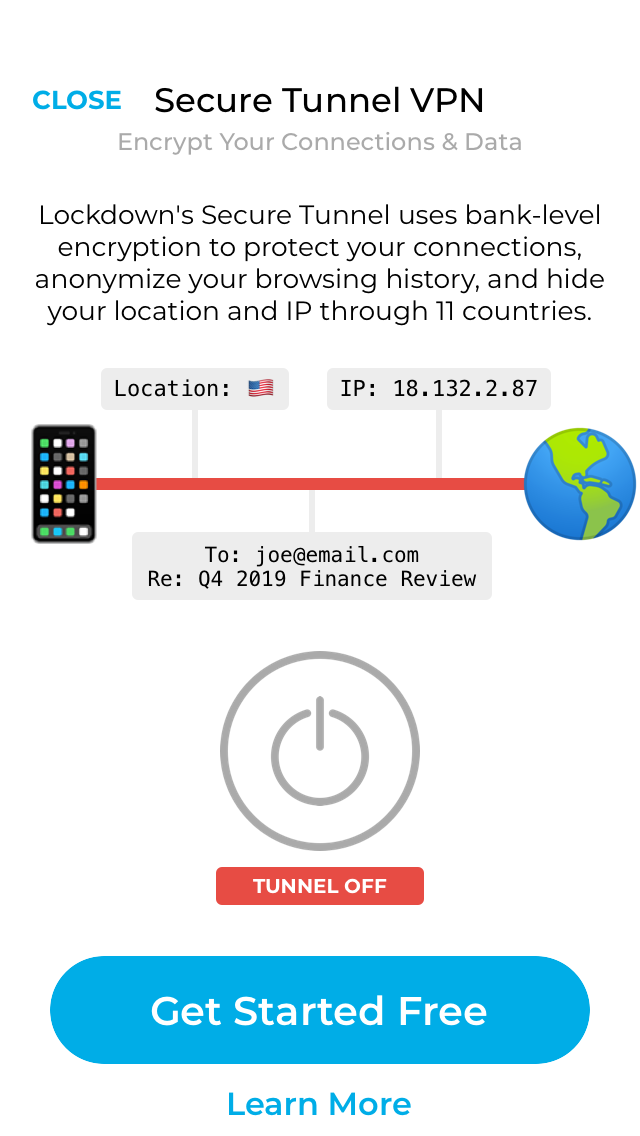 CLOSE Secure Tunnel VPN
Encrypt Your Connections & Data
Lockdown's Secure Tunnel uses bank-level
encryption to protect your connections,
anonymize your browsing history, and hide
your location and IP through 11 countries.
Location: 🇺🇸 IP: 18.132.2.87
To: joe@email.com
Re: Q4 2019 Finance Review
TUNNEL OFF
Get Started Free
Learn More